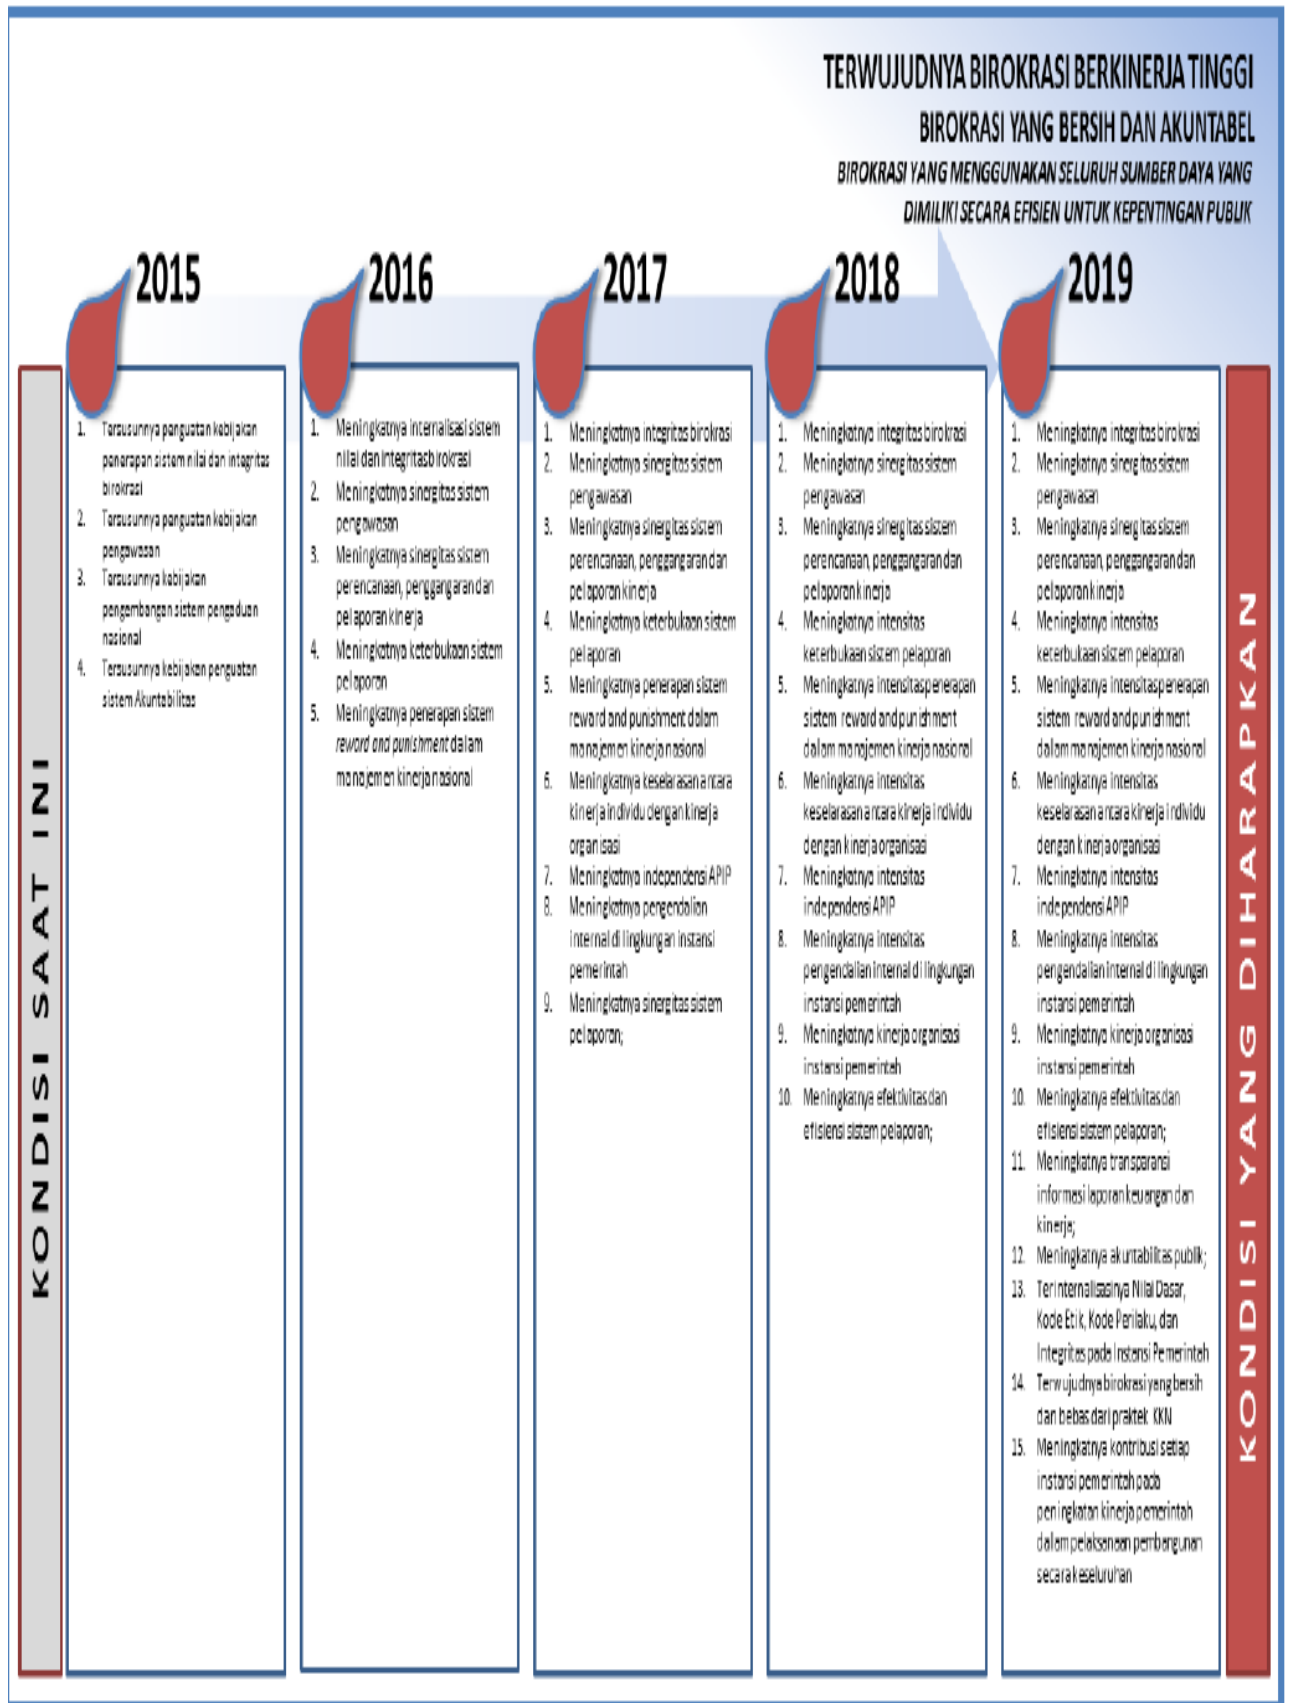 TERWUJUDNYA BIROKRASI BERKINERJA TINGGI
BIROKRASI YANG BERSIH DAN AKUNTABEL
BIROKRASI YANG MENGGUNAKAN SELURUH SUMBER DAYA YANG
DIMILIKI SECARA EFISIEN UNTUK KEPENTINGAN PUBLIK
KONDISI SAAT INI
2015
1. Tersusunnya penguatan kebijakan
penerapan sistem nilai dan integritas
birokrasi
2. Tersusunnya penguatan kebijakan
pengawasan
3. Tersusunnya kebijakan
pengembangan sistem pengaduan
nasional
4. Tersusunnya kebijakan penguatan
sistem Akuntabilitas
2016
1. Meningkatnya internalisasi sistem
nilai dan integritas birokrasi
2. Meningkatnya sinergitas sistem
pengawasan
3. Meningkatnya sinergitas sistem
perencanaan, penggangaran dan
pelaporan kinerja
4. Meningkatnya keterbukaan sistem
pelaporan
5. Meningkatnya penerapan sistem
reward and punishment dalam
manajemen kinerja nasional
2017
1. Meningkatnya integritas birokrasi
2. Meningkatnya sinergitas sistem
pengawasan
3. Meningkatnya sinergitas sistem
perencanaan, penggangaran dan
pelaporan kinerja
4. Meningkatnya keterbukaan sistem
pelaporan
5. Meningkatnya penerapan sistem
reward and punishment dalam
manajemen kinerja nasional
6. Meningkatnya keselarasan antara
kinerja individu dengan kinerja
organisasi
7. Meningkatnya independensi APIP
8. Meningkatnya pengendalian
internal di lingkungan instansi
pemerintah
9. Meningkatnya sinergitas sistem
pelaporan;
2018
1. Meningkatnya integritas birokrasi
2. Meningkatnya sinergitas sistem
pengawasan
3. Meningkatnya sinergitas sistem
perencanaan, penggangaran dan
pelaporan kinerja
4. Meningkatnya intensitas
keterbukaan sistem pelaporan
5. Meningkatnya intensitas penerapan
sistem reward and punishment
dalam manajemen kinerja nasional
6. Meningkatnya intensitas
keselarasan antara kinerja individu
dengan kinerja organisasi
7. Meningkatnya intensitas
independensi APIP
8. Meningkatnya intensitas
pengendalian internal di lingkungan
instansi pemerintah
9. Meningkatnya kinerja organisasi
instansi pemerintah
10. Meningkatnya efektivitas dan
efisiensi sistem pelaporan;
2019
1. Meningkatnya integritas birokrasi
2. Meningkatnya sinergitas sistem
pengawasan
3. Meningkatnya sinergitas sistem
perencanaan, penggangaran dan
pelaporan kinerja
4. Meningkatnya intensitas
keterbukaan sistem pelaporan
5. Meningkatnya intensitas penerapan
sistem reward and punishment
dalam manajemen kinerja nasional
6. Meningkatnya intensitas
keselarasan antara kinerja individu
dengan kinerja organisasi
7. Meningkatnya intensitas
independensi APIP
8. Meningkatnya intensitas
pengendalian internal di lingkungan
instansi pemerintah
9. Meningkatnya kinerja organisasi
instansi pemerintah
10. Meningkatnya efektivitas dan
efisiensi sistem pelaporan;
11. Meningkatnya transparansi
informasi laporan keuangan dan
kinerja;
12. Meningkatnya akuntabilitas publik;
13. Terinternalisasinya Nilai Dasar,
Kode Etik, Kode Perilaku, dan
Integritas pada Instansi Pemerintah
14. Terwujudnya birokrasi yang bersih
dan bebas dari praktek KKN
15. Meningkatnya kontribusi setiap
instansi pemerintah pada
peningkatan kinerja pemerintah
dalam pelaksanaan pembangunan
secara keseluruhan
KONDISI YANG DIHARAPKAN